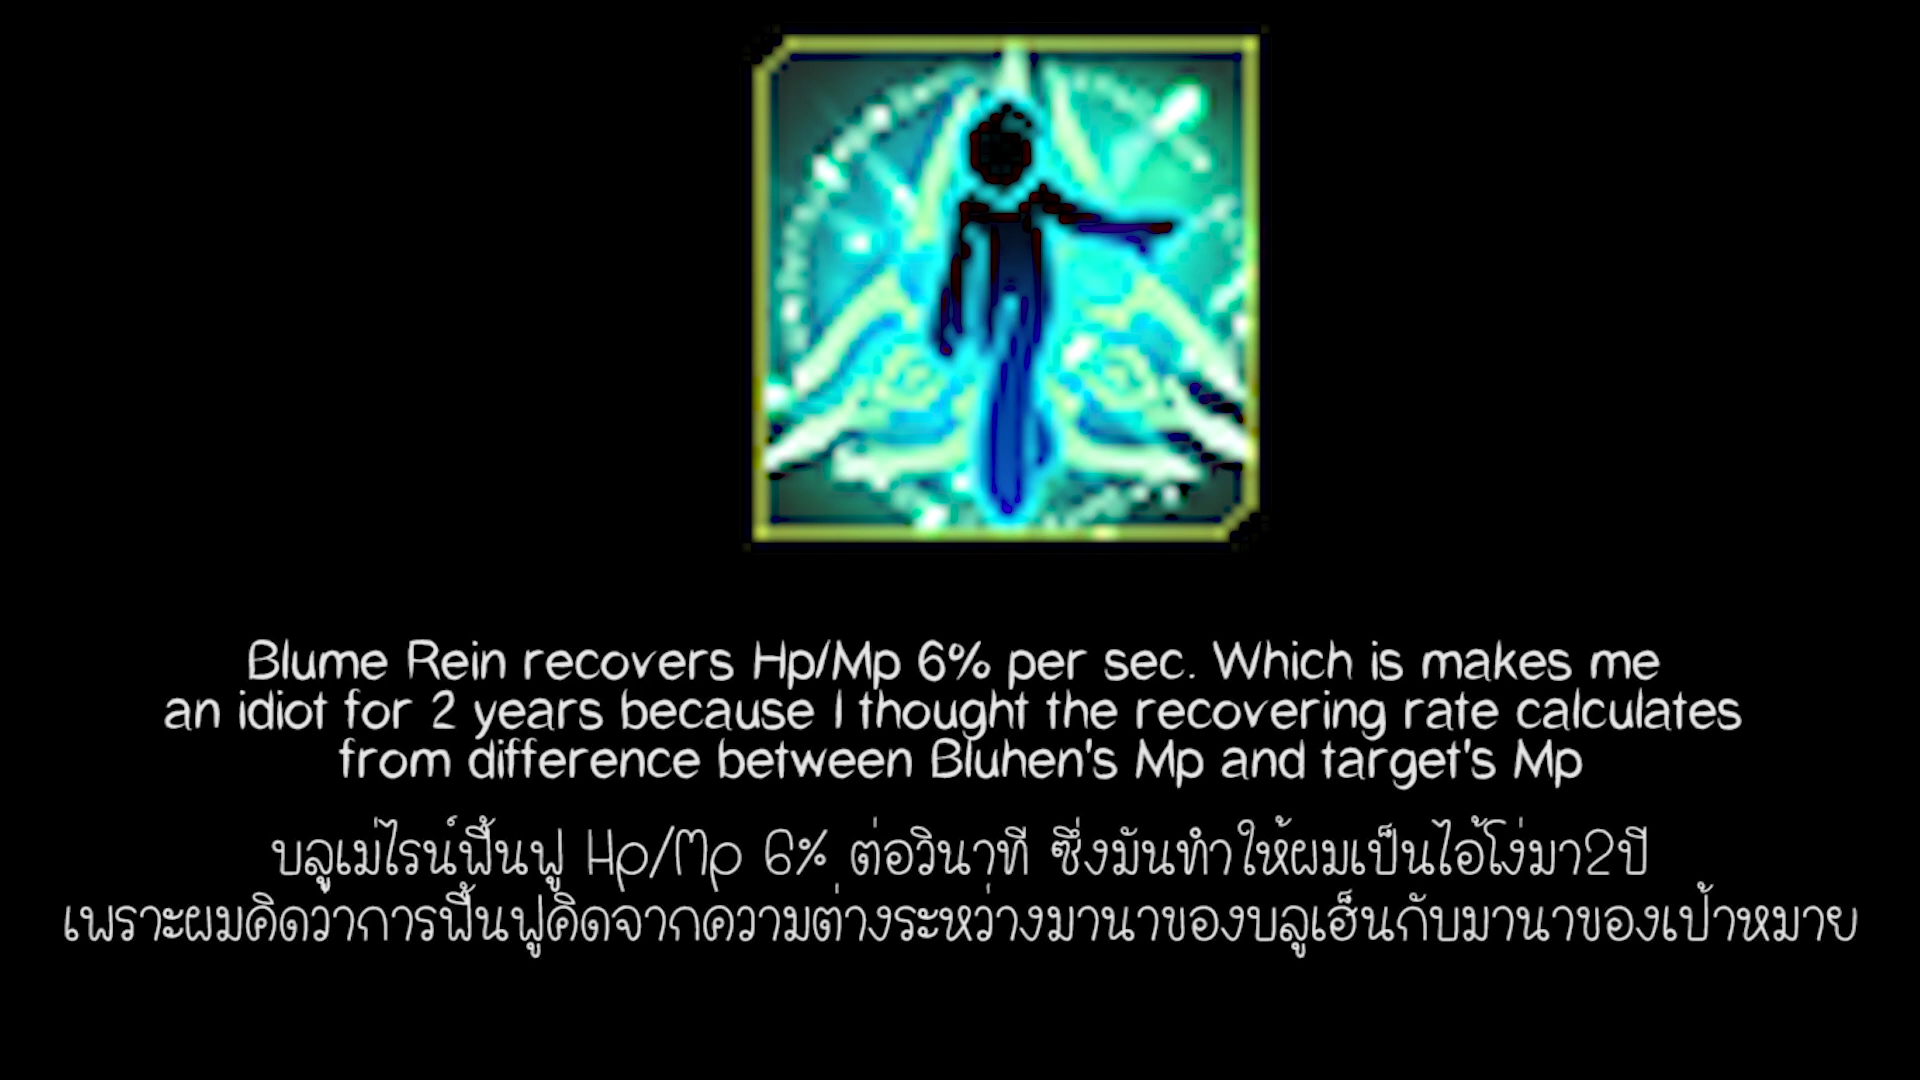 Blume Rein recovers Hp/Mp 6% per sec. Which is makes me
an idiot for 2 years because I thought the recovering rate calculates
from difference between Bluhen's Mp and target's Mp
บลูเม่ไรน์ฟื้นฟู Hp/Mp 6% ต่อวินาที ซึ่งมันทำให้ผมเป็นไอ้โง่มา2ปี
เพราะผมคิดว่าการฟื้นฟูคิดจากความต่างระหว่างมานาของบลูเฮ็นกับมานาของเป้าหมาย